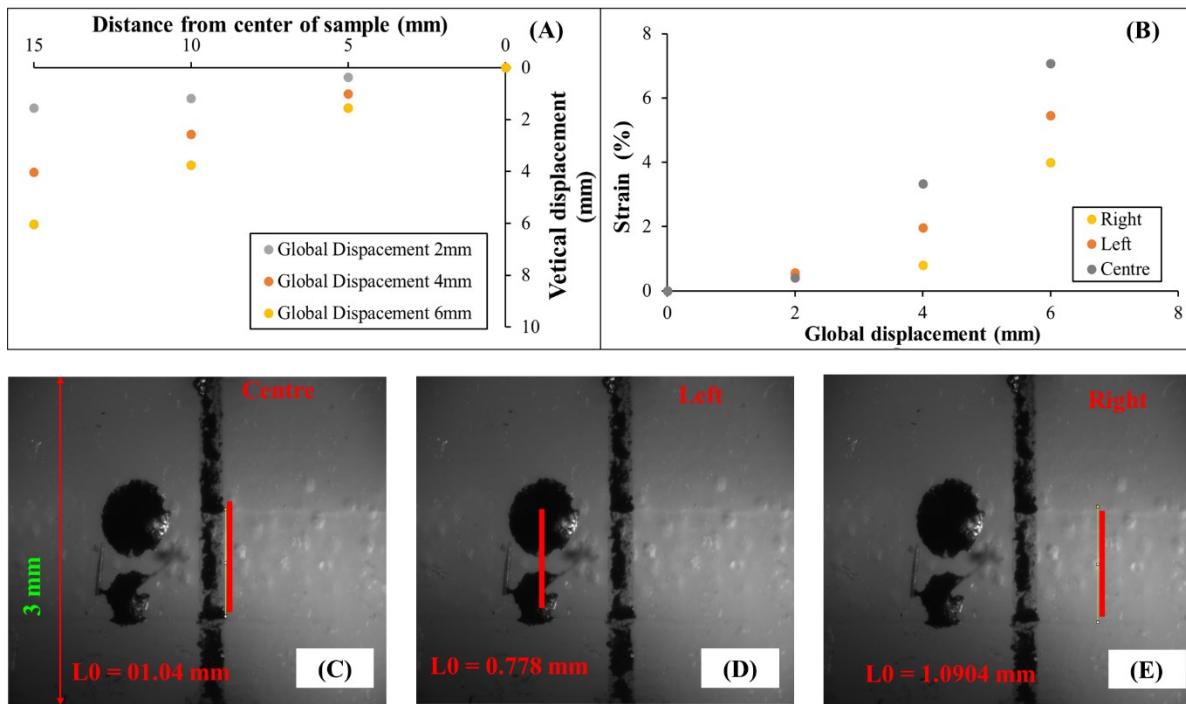 Distance from center of sample (mm)
(A)
15
10
5
0
0
2
4
6
8
10
Vetical displacement
(mm)
Global Dispacement 2mm
Global Dispacement 4mm
Global Dispacement 6mm
(B)
8
6
4
2
0
Strain (%)
Right
Left
Centre
0
2
4
6
8
Global displacement (mm)
Centre
3 mm
L0 = 01.04 mm
(C)
Left
L0 = 0.778 mm
(D)
Right
L0 = 1.0904 mm
(E)